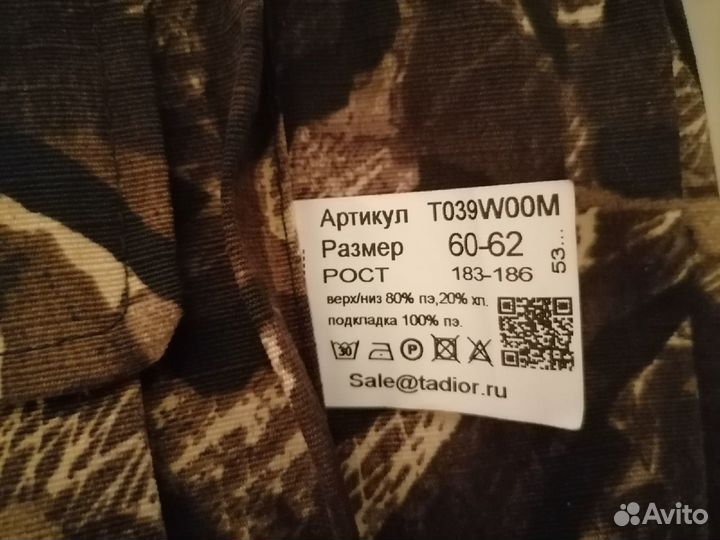 Артикул T039W00M
Размер 60-62
РОСТ 183-186
53...
верх/низ 80% пэ,20% хл.
подкладка 100% пэ.
30 P
Sale@tadior.ru
Avito